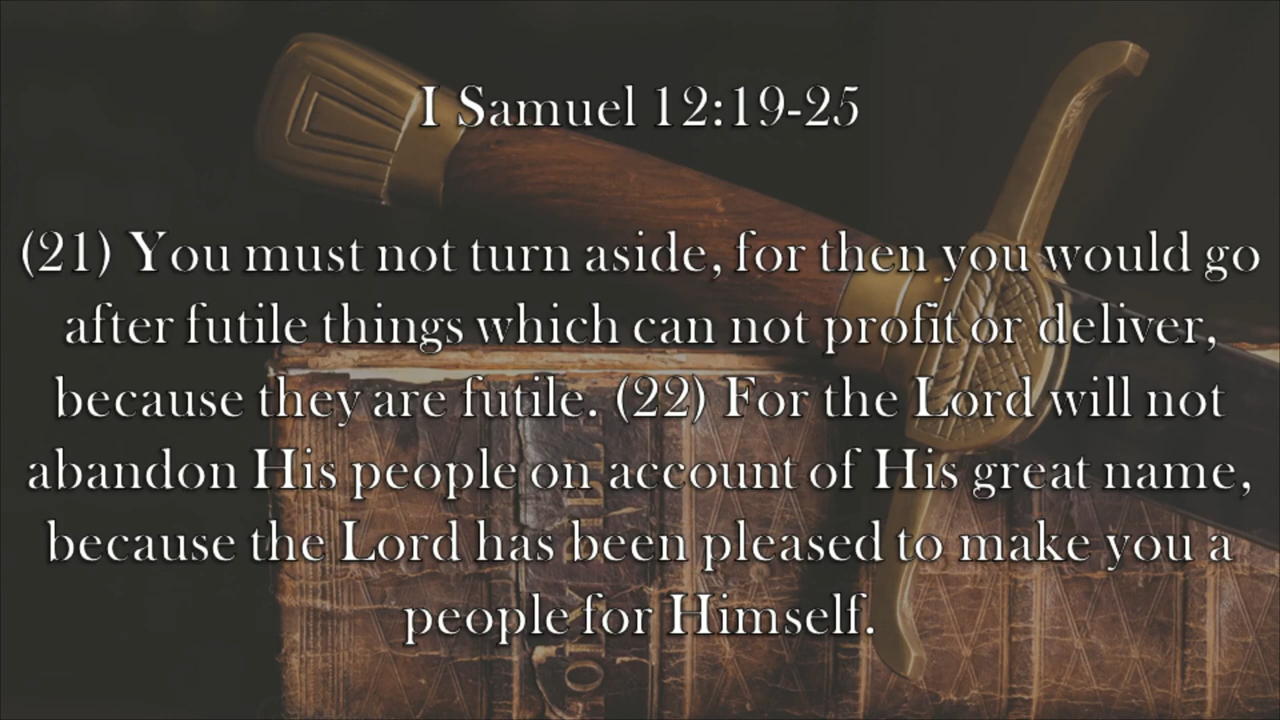 I Samuel 12:19-25
(21) You must not turn aside, for then you would go
after futile things which can not profit or deliver,
because they are futile. (22) For the Lord will not
abandon His people on account of His great name,
because the Lord has been pleased to make you a
people for Himself.